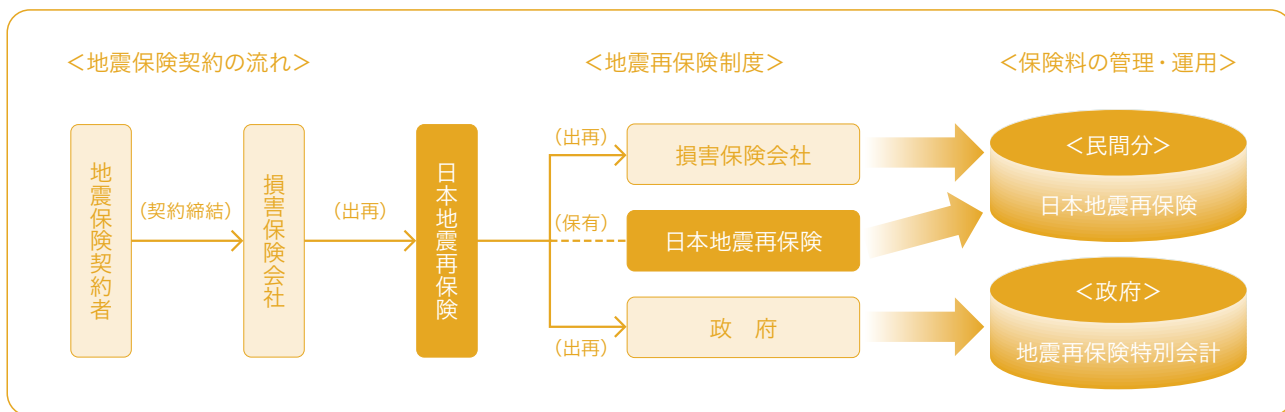 ＜地震保険契約の流れ＞
＜地震再保険制度＞
＜保険料の管理・運用＞
地震保険契約者
（契約締結）
損害保険会社
（出再）
日本地震再保険
（出再）
損害保険会社
（保有）
日本地震再保険
（出再）
政　府
＜民間分＞
日本地震再保険
＜政府＞
地震再保険特別会計